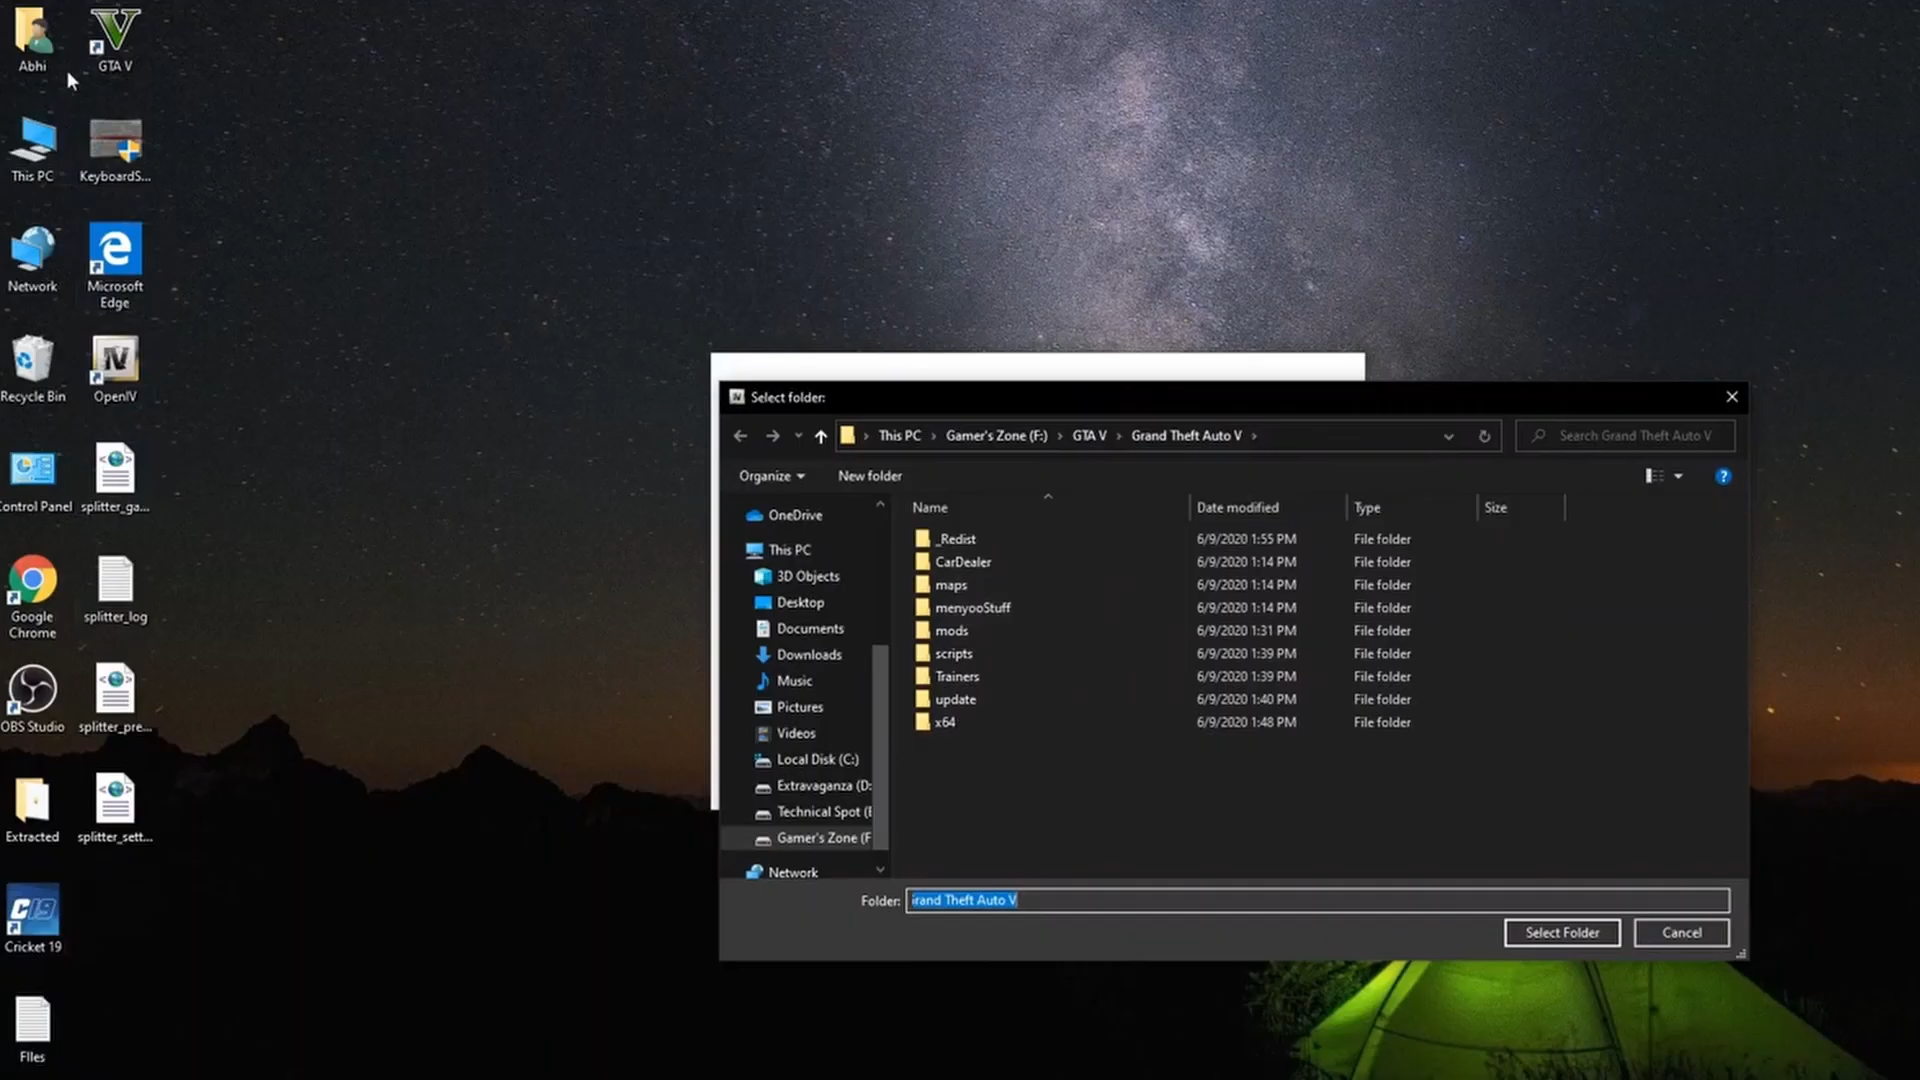 Abhi
GTA V
This PC
KeyboardS...
Network
Microsoft
Edge
Recycle Bin
OpenIV
ontrol Panel
splitter_ga...
Google
Chrome
splitter_log
OBS Studio
splitter_pre...
Extracted
splitter_sett...
C19
Cricket 19
FIles
Select folder:
This PC
Gamer's Zone (F:)
GTA V
Grand Theft Auto V
Search Grand Theft Auto V
Organize
New folder
?
Name
Date modified
Type
Size
OneDrive
This PC
3D Objects
Desktop
Documents
Downloads
Music
Pictures
Videos
Local Disk (C:)
Extravaganza (D:
Technical Spot (E
Gamer's Zone (F
Network
_Redist 6/9/2020 1:55 PM File folder
CarDealer 6/9/2020 1:14 PM File folder
maps 6/9/2020 1:14 PM File folder
menyooStuff 6/9/2020 1:14 PM File folder
mods 6/9/2020 1:31 PM File folder
scripts 6/9/2020 1:39 PM File folder
Trainers 6/9/2020 1:39 PM File folder
update 6/9/2020 1:40 PM File folder
x64 6/9/2020 1:48 PM File folder
Folder: Grand Theft Auto V
Select Folder
Cancel